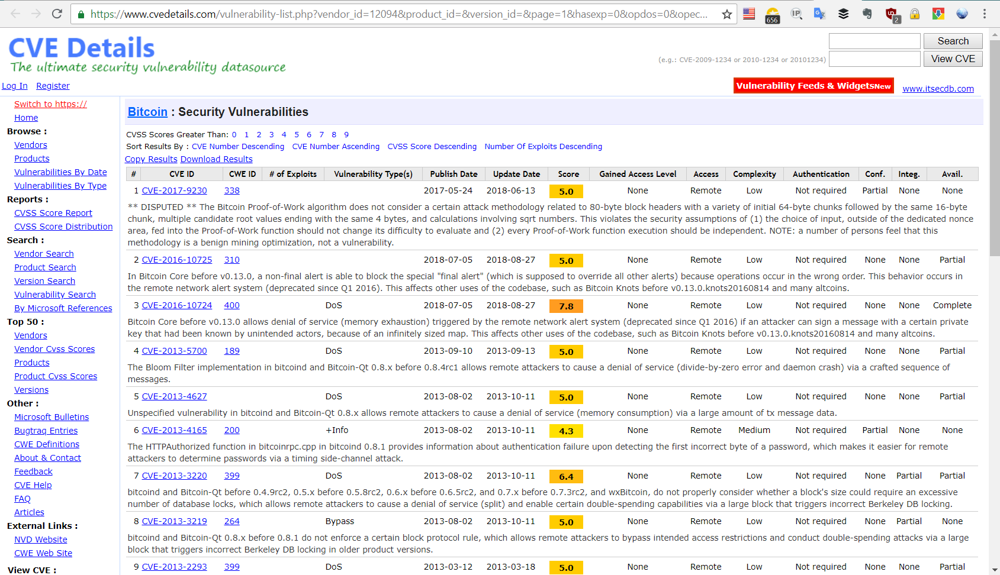 https://www.cvedetails.com/vulnerability-list.php?vendor_id=12094&product_id=&version_id=&page=1&hasexp=0&opdos=0&opec...
656
IP
2
CVE Details
The ultimate security vulnerability datasource
Search
(e.g.: CVE-2009-1234 or 2010-1234 or 20101234)
View CVE
Log In Register
Vulnerability Feeds & WidgetsNew www.itsecdb.com
Switch to https://
Home
Browse :
Vendors
Products
Vulnerabilities By Date
Vulnerabilities By Type
Reports :
CVSS Score Report
CVSS Score Distribution
Search :
Vendor Search
Product Search
Version Search
Vulnerability Search
By Microsoft References
Top 50 :
Vendors
Vendor Cvss Scores
Products
Product Cvss Scores
Versions
Other :
Microsoft Bulletins
Bugtraq Entries
CWE Definitions
About & Contact
Feedback
CVE Help
FAQ
Articles
External Links :
NVD Website
CWE Web Site
View CVE :
Bitcoin : Security Vulnerabilities
CVSS Scores Greater Than: 0 1 2 3 4 5 6 7 8 9
Sort Results By : CVE Number Descending CVE Number Ascending CVSS Score Descending Number Of Exploits Descending
Copy Results Download Results
# CVE ID CWE ID # of Exploits Vulnerability Type(s) Publish Date Update Date Score Gained Access Level Access Complexity Authentication Conf. Integ. Avail.
1 CVE-2017-9230 338 2017-05-24 2018-06-13 5.0 None Remote Low Not required Partial None None
** DISPUTED ** The Bitcoin Proof-of-Work algorithm does not consider a certain attack methodology related to 80-byte block headers with a variety of initial 64-byte chunks followed by the same 16-byte
chunk, multiple candidate root values ending with the same 4 bytes, and calculations involving sqrt numbers. This violates the security assumptions of (1) the choice of input, outside of the dedicated nonce
area, fed into the Proof-of-Work function should not change its difficulty to evaluate and (2) every Proof-of-Work function execution should be independent. NOTE: a number of persons feel that this
methodology is a benign mining optimization, not a vulnerability.
2 CVE-2016-10725 310 2018-07-05 2018-08-27 5.0 None Remote Low Not required None None Partial
In Bitcoin Core before v0.13.0, a non-final alert is able to block the special "final alert" (which is supposed to override all other alerts) because operations occur in the wrong order. This behavior occurs in
the remote network alert system (deprecated since Q1 2016). This affects other uses of the codebase, such as Bitcoin Knots before v0.13.0.knots20160814 and many altcoins.
3 CVE-2016-10724 400 DoS 2018-07-05 2018-08-27 7.8 None Remote Low Not required None None Complete
Bitcoin Core before v0.13.0 allows denial of service (memory exhaustion) triggered by the remote network alert system (deprecated since Q1 2016) if an attacker can sign a message with a certain private
key that had been known by unintended actors, because of an infinitely sized map. This affects other uses of the codebase, such as Bitcoin Knots before v0.13.0.knots20160814 and many altcoins.
4 CVE-2013-5700 189 DoS 2013-09-10 2013-09-13 5.0 None Remote Low Not required None None Partial
The Bloom Filter implementation in bitcoind and Bitcoin-Qt 0.8.x before 0.8.4rc1 allows remote attackers to cause a denial of service (divide-by-zero error and daemon crash) via a crafted sequence of
messages.
5 CVE-2013-4627 DoS 2013-08-02 2013-10-11 5.0 None Remote Low Not required None None Partial
Unspecified vulnerability in bitcoind and Bitcoin-Qt 0.8.x allows remote attackers to cause a denial of service (memory consumption) via a large amount of tx message data.
6 CVE-2013-4165 200 +Info 2013-08-02 2013-10-11 4.3 None Remote Medium Not required Partial None None
The HTTPAuthorized function in bitcoinrpc.cpp in bitcoind 0.8.1 provides information about authentication failure upon detecting the first incorrect byte of a password, which makes it easier for remote
attackers to determine passwords via a timing side-channel attack.
7 CVE-2013-3220 399 DoS 2013-08-02 2013-10-11 6.4 None Remote Low Not required None Partial Partial
bitcoind and Bitcoin-Qt before 0.4.9rc2, 0.5.x before 0.5.8rc2, 0.6.x before 0.6.5rc2, and 0.7.x before 0.7.3rc2, and wxBitcoin, do not properly consider whether a block's size could require an excessive
number of database locks, which allows remote attackers to cause a denial of service (split) and enable certain double-spending capabilities via a large block that triggers incorrect Berkeley DB locking.
8 CVE-2013-3219 264 Bypass 2013-08-02 2013-10-11 5.0 None Remote Low Not required None Partial None
bitcoind and Bitcoin-Qt 0.8.x before 0.8.1 do not enforce a certain block protocol rule, which allows remote attackers to bypass intended access restrictions and conduct double-spending attacks via a large
block that triggers incorrect Berkeley DB locking in older product versions.
9 CVE-2013-2293 399 DoS 2013-03-12 2013-03-18 5.0 None Remote Low Not required None None Partial